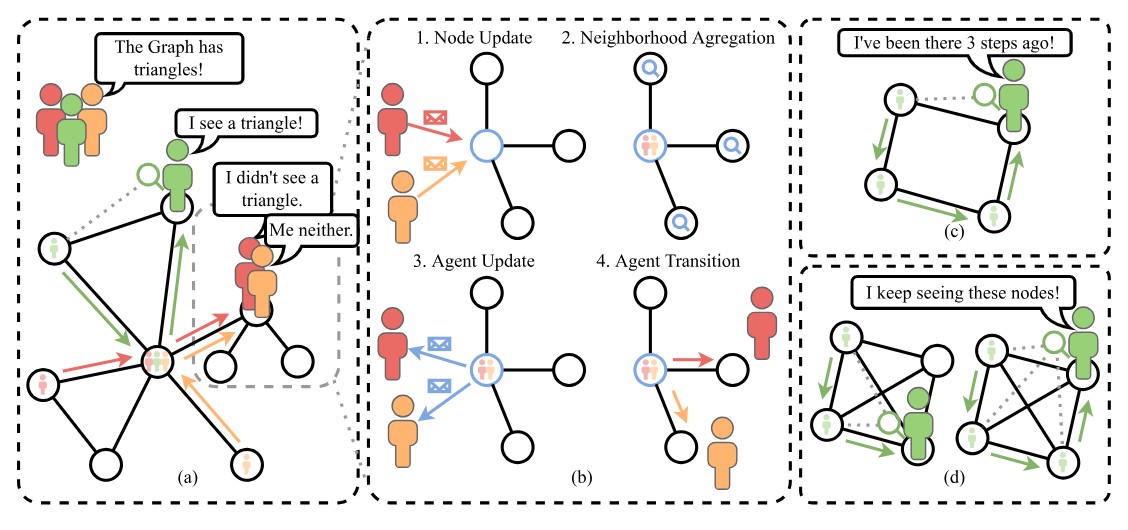 The Graph has
triangles!
I see a triangle!
I didn't see a
triangle.
Me neither.
(a)
1. Node Update
2. Neighborhood Agregation
3. Agent Update
4. Agent Transition
(b)
I've been there 3 steps ago!
(c)
I keep seeing these nodes!
(d)